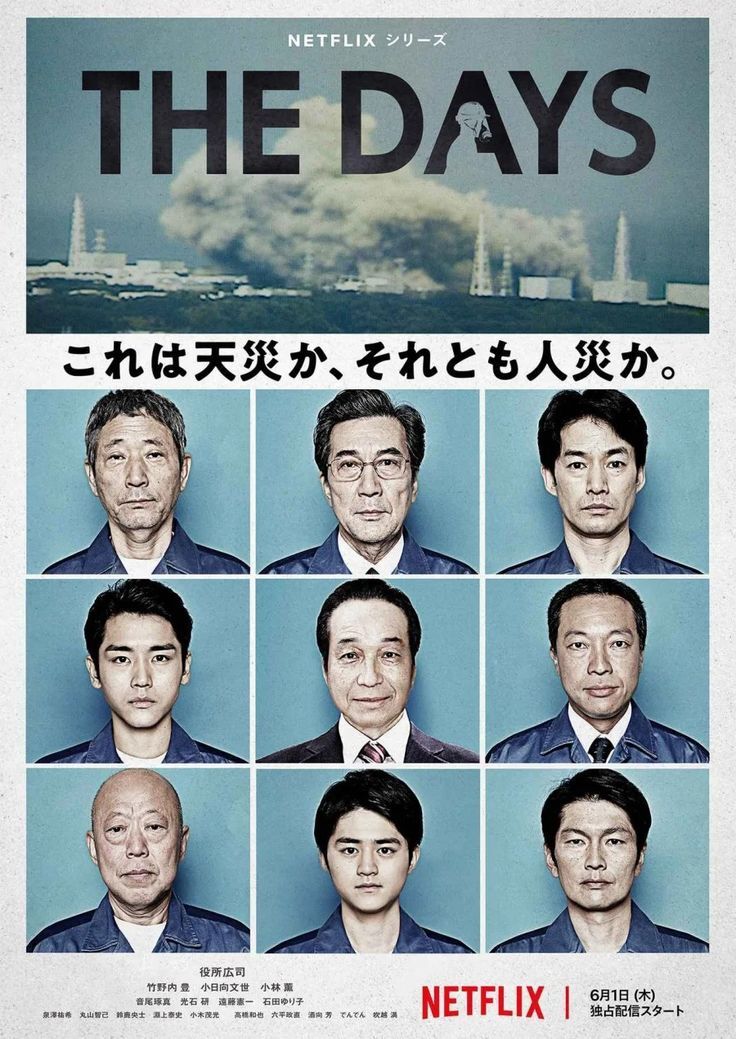 NETFLIX シリーズ
THE DAYS
これは天災か、それとも人災か。
役所広司
竹野内 豊 小日向文世 小林 薫
音尾琢真 光石 研 遠藤憲一 石田ゆり子
泉澤祐希 丸山智己 鈴鹿央士 淵上泰史 小木茂光 高橋和也 六平政直 酒向 芳 でんでん 吹越 満
NETFLIX
6月1日 (木)
独占配信スタート